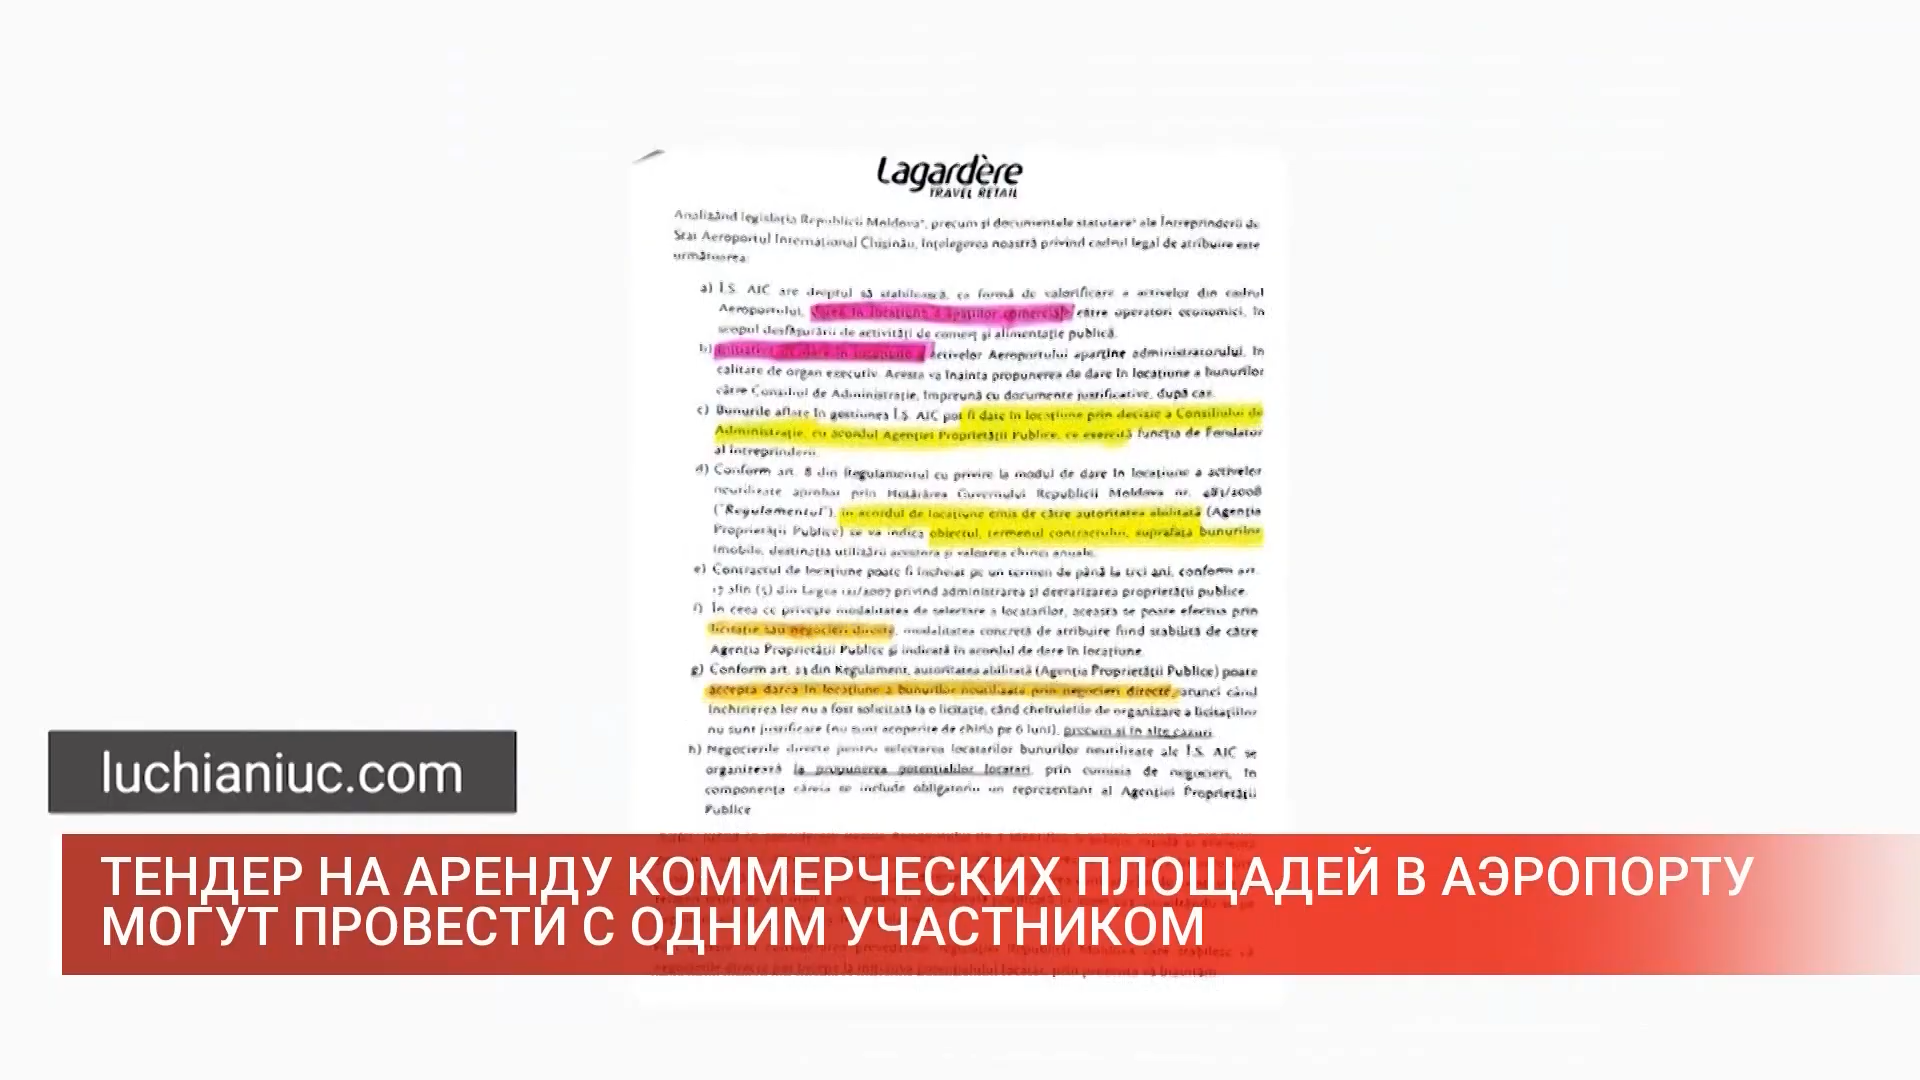 Lagardère
TRAVEL RETAIL
Analizând legislația Republicii Moldova*, precum și documentele statutare* ale Întreprinderii de
Stat Aeroportul Internațional Chișinău, înțelegerea noastră privind cadrul legal de atribuire este
următoarea:
a) Î.S. AIC are dreptul să stabilească, ca formă de valorificare a activelor din cadrul
Aeroportului, darea în locațiune a spațiilor comerciale către operatori economici, în
scopul desfășurării de activități de comerț și alimentație publică.
b) Inițiativa de dare în locațiune a activelor Aeroportului aparține administratorului, în
calitate de organ executiv. Acesta va înainta propunerea de dare în locațiune a bunurilor
către Consiliul de Administrație, împreună cu documente justificative, după caz.
c) Bunurile aflate în gestiunea Î.S. AIC pot fi date în locațiune prin decizie a Consiliului de
Administrație, cu acordul Agenției Proprietății Publice, ce exercită funcția de Fondator
al întreprinderii.
d) Conform art. 8 din Regulamentul cu privire la modul de dare în locațiune a activelor
neutilizate aprobat prin Hotărârea Guvernului Republicii Moldova nr. 483/2008
("Regulamentul"), în acordul de locațiune emis de către autoritatea abilitată (Agenția
Proprietății Publice) se va indica obiectul, termenul contractului, suprafața bunurilor
imobile, destinația utilizării acestora și valoarea chiriei anuale.
e) Contractul de locațiune poate fi încheiat pe un termen de până la trei ani, conform art.
17 alin (5) din Legea 121/2007 privind administrarea și deetatizarea proprietății publice.
f) În ceea ce privește modalitatea de selectare a locatarilor, aceasta se poate efectua prin
licitație sau negocieri directe, modalitatea concretă de atribuire fiind stabilită de către
Agenția Proprietății Publice și indicată în acordul de dare în locațiune.
g) Conform art. 23 din Regulament, autoritatea abilitată (Agenția Proprietății Publice) poate
accepta darea în locațiune a bunurilor neutilizate prin negocieri directe, atunci când
închirierea lor nu a fost solicitată la o licitație, când cheltuielile de organizare a licitațiilor
nu sunt justificate (nu sunt acoperite de chiria pe 6 luni), precum și în alte cazuri.
h) Negocierile directe pentru selectarea locatarilor bunurilor neutilizate ale Î.S. AIC se
organizează la propunerea potențialilor locatari, prin comisia de negocieri, în
componența căreia se include obligatoriu un reprezentant al Agenției Proprietății
Publice
luchianiuc.com
ТЕНДЕР НА АРЕНДУ КОММЕРЧЕСКИХ ПЛОЩАДЕЙ В АЭРОПОРТУ
МОГУТ ПРОВЕСТИ С ОДНИМ УЧАСТНИКОМ